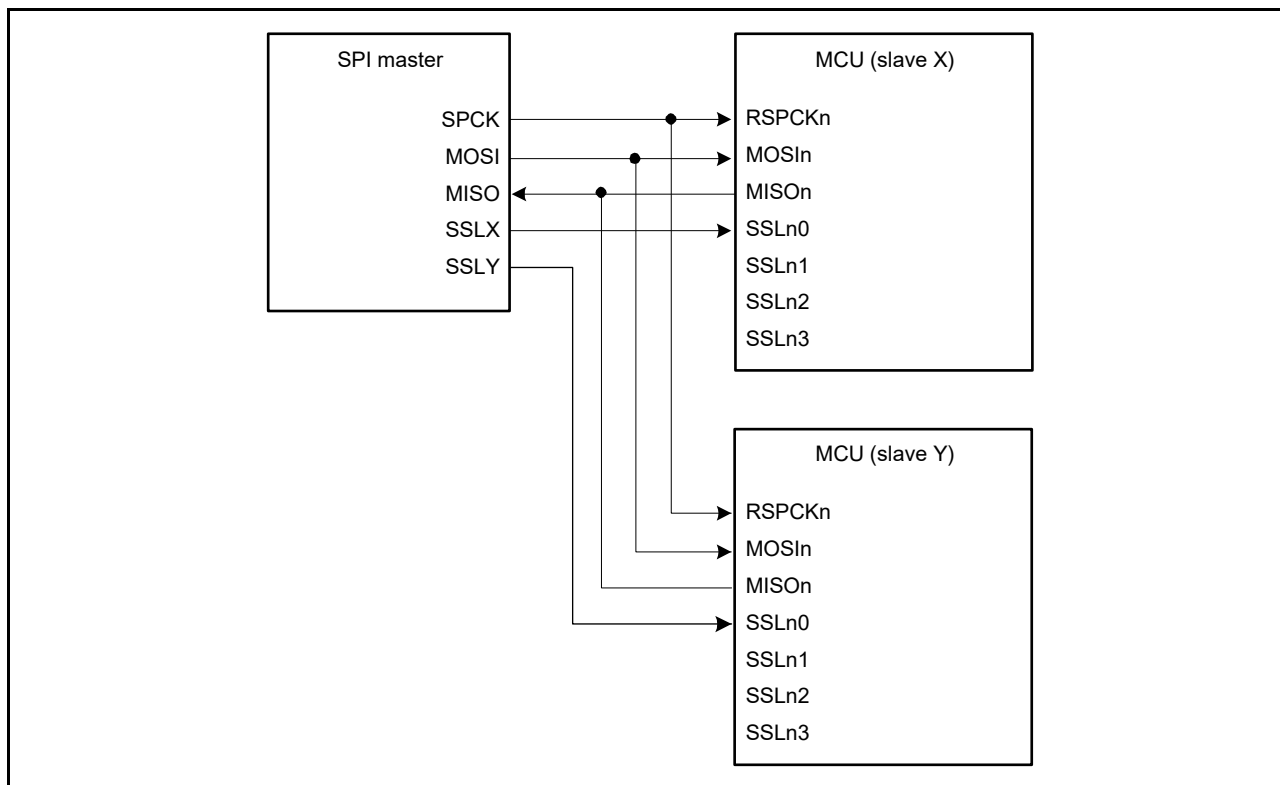 SPI master
SPCK
MOSI
MISO
SSLX
SSLY
MCU (slave X)
RSPCKn
MOSIn
MISOn
SSLn0
SSLn1
SSLn2
SSLn3
MCU (slave Y)
RSPCKn
MOSIn
MISOn
SSLn0
SSLn1
SSLn2
SSLn3